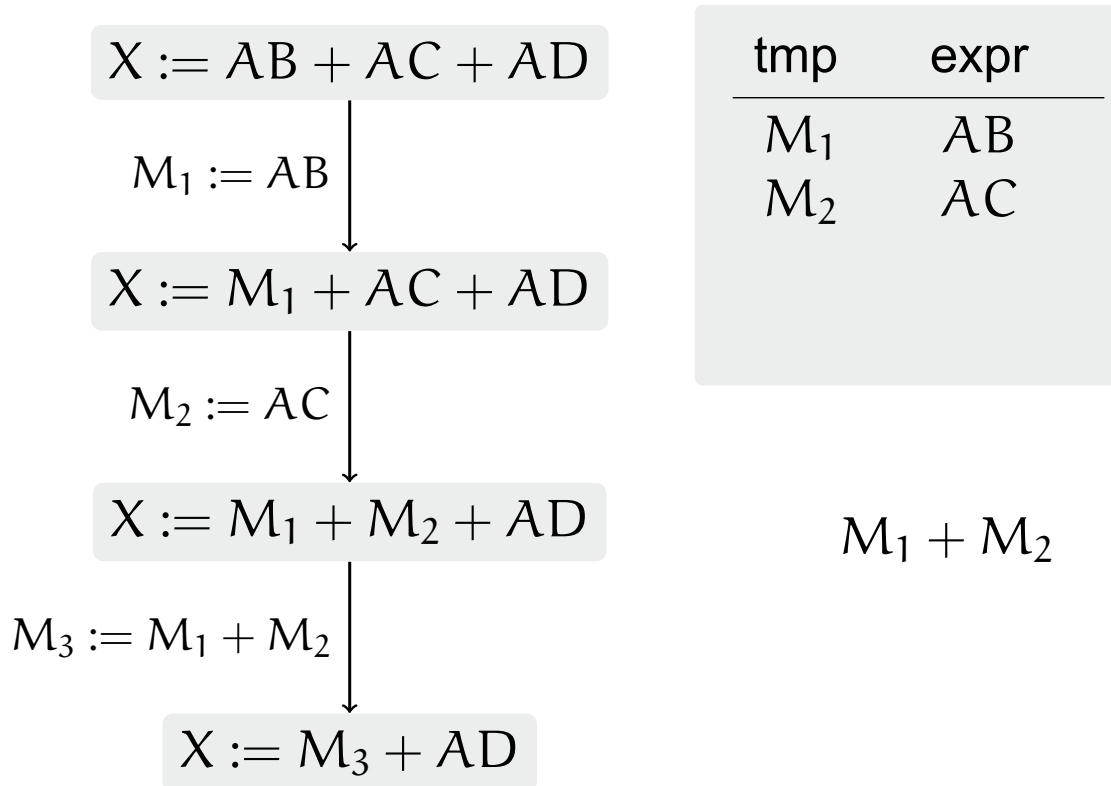 X := AB + AC + AD
M₁ := AB
X := M₁ + AC + AD
M₂ := AC
X := M₁ + M₂ + AD
M₃ := M₁ + M₂
X := M₃ + AD
tmp expr
M₁ AB
M₂ AC
M₁ + M₂